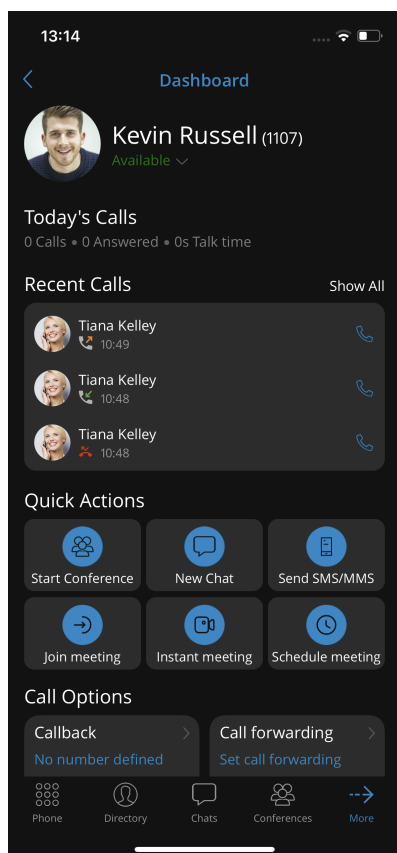 13:14
Dashboard
Kevin Russell (1107)
Available
Today's Calls
0 Calls • 0 Answered • 0s Talk time
Recent Calls Show All
Tiana Kelley
10:49
Tiana Kelley
10:48
Tiana Kelley
10:48
Quick Actions
Start Conference New Chat Send SMS/MMS
Join meeting Instant meeting Schedule meeting
Call Options
Callback Call forwarding
No number defined Set call forwarding
Phone Directory Chats Conferences More